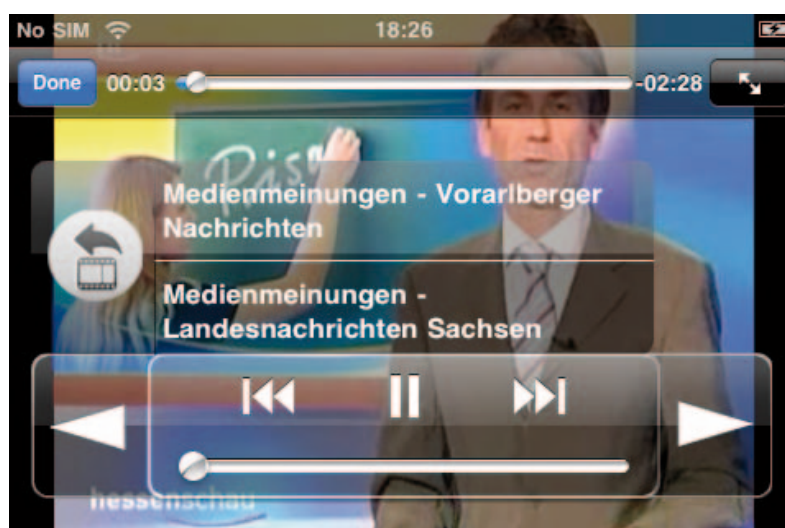 No SIM 18:26
Done 00:03 -02:28
Medienmeinungen - Vorarlberger
Nachrichten
Medienmeinungen -
Landesnachrichten Sachsen
hessenschau